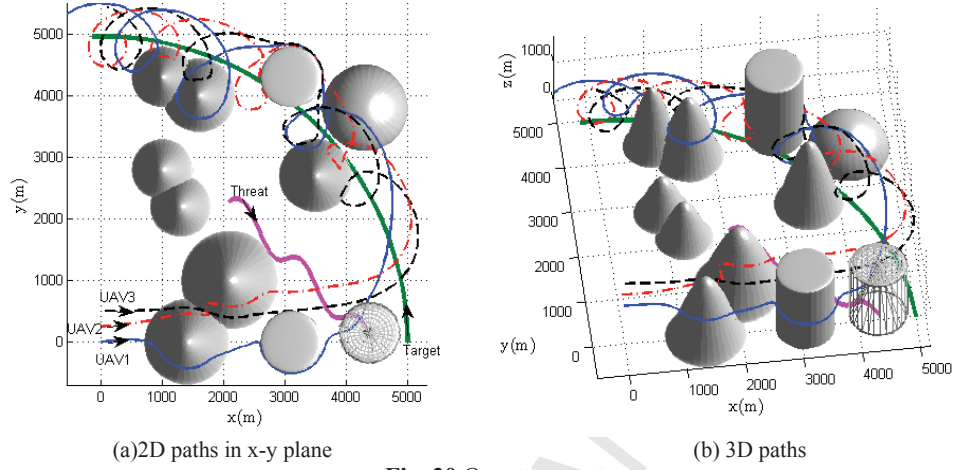 5000
4000
3000
2000
1000
0
y(m)
Threat
UAV3
UAV2
UAV1
Target
0 1000 2000 3000 4000 5000
x(m)
1000
0
z(m)
5000
4000
3000
2000
1000
0
y(m)
0 1000 2000 3000 4000 5000
x(m)
(a)2D paths in x-y plane
(b) 3D paths